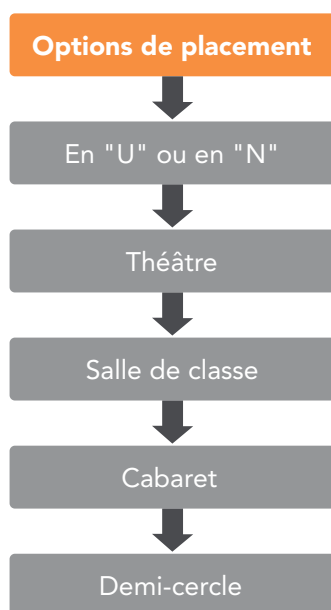 Options de placement
En "U" ou en "N"
Théâtre
Salle de classe
Cabaret
Demi-cercle